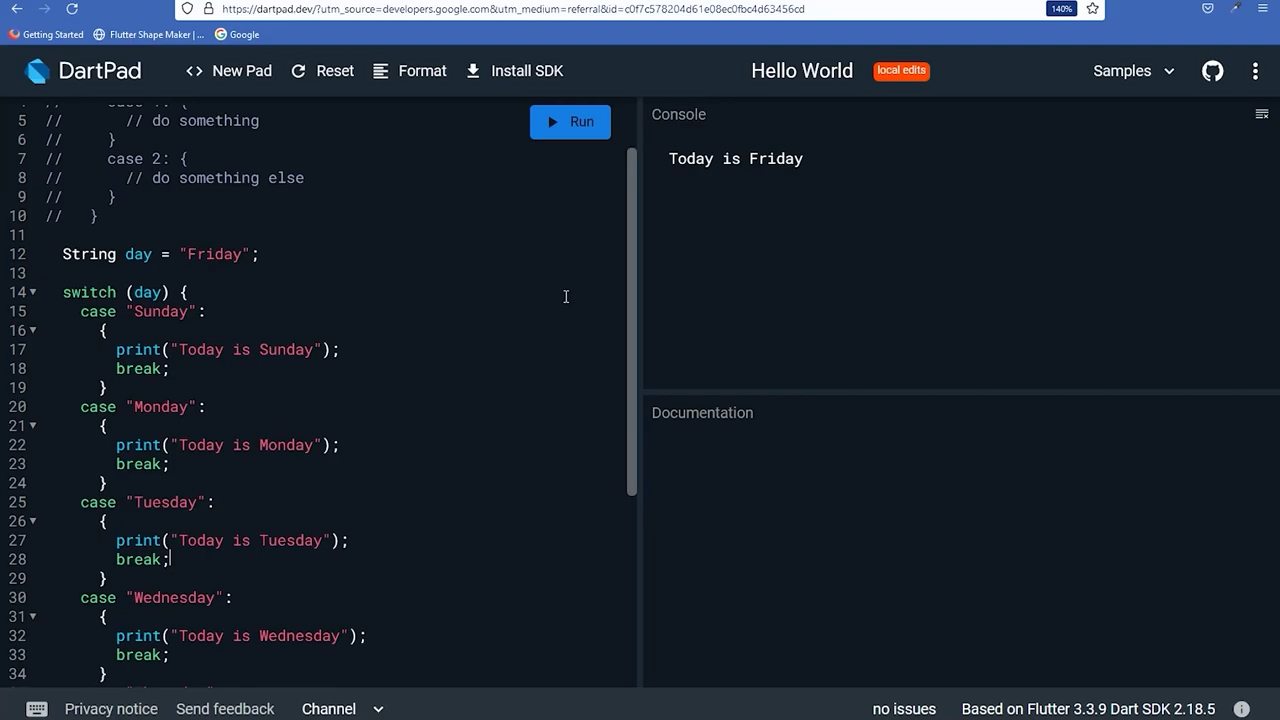 https://dartpad.dev/?utm_source=developers.google.com&utm_medium=referral&id=c0f7c578204d61e08ec0fbc4d63456cd
140%
Getting Started
Flutter Shape Maker | ...
Google
DartPad
<> New Pad
Reset
Format
Install SDK
Hello World
local edits
Samples
5 // // do something
6 // }
7 // case 2: {
8 // // do something else
9 // }
10 // }
11
12 String day = "Friday";
13
14 switch (day) {
15 case "Sunday":
16 {
17 print("Today is Sunday");
18 break;
19 }
20 case "Monday":
21 {
22 print("Today is Monday");
23 break;
24 }
25 case "Tuesday":
26 {
27 print("Today is Tuesday");
28 break;
29 }
30 case "Wednesday":
31 {
32 print("Today is Wednesday");
33 break;
34 }
Run
Console
Today is Friday
Documentation
Privacy notice
Send feedback
Channel
no issues
Based on Flutter 3.3.9 Dart SDK 2.18.5